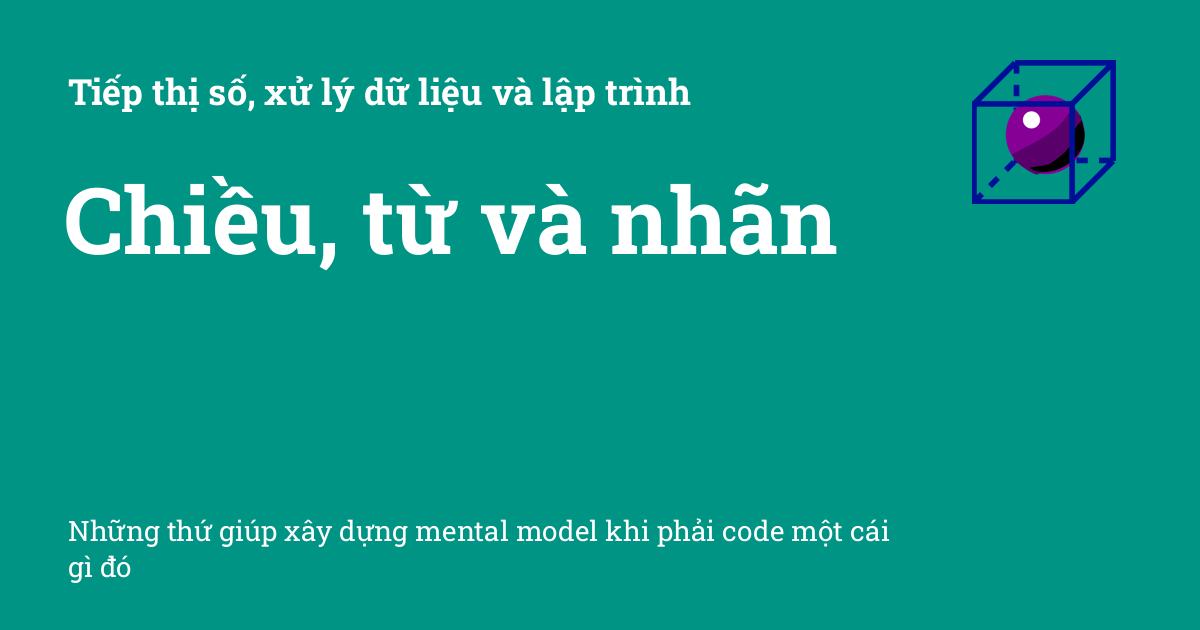 Tiếp thị số, xử lý dữ liệu và lập trình
Chiều, từ và nhãn
Những thứ giúp xây dựng mental model khi phải code một cái
gì đó